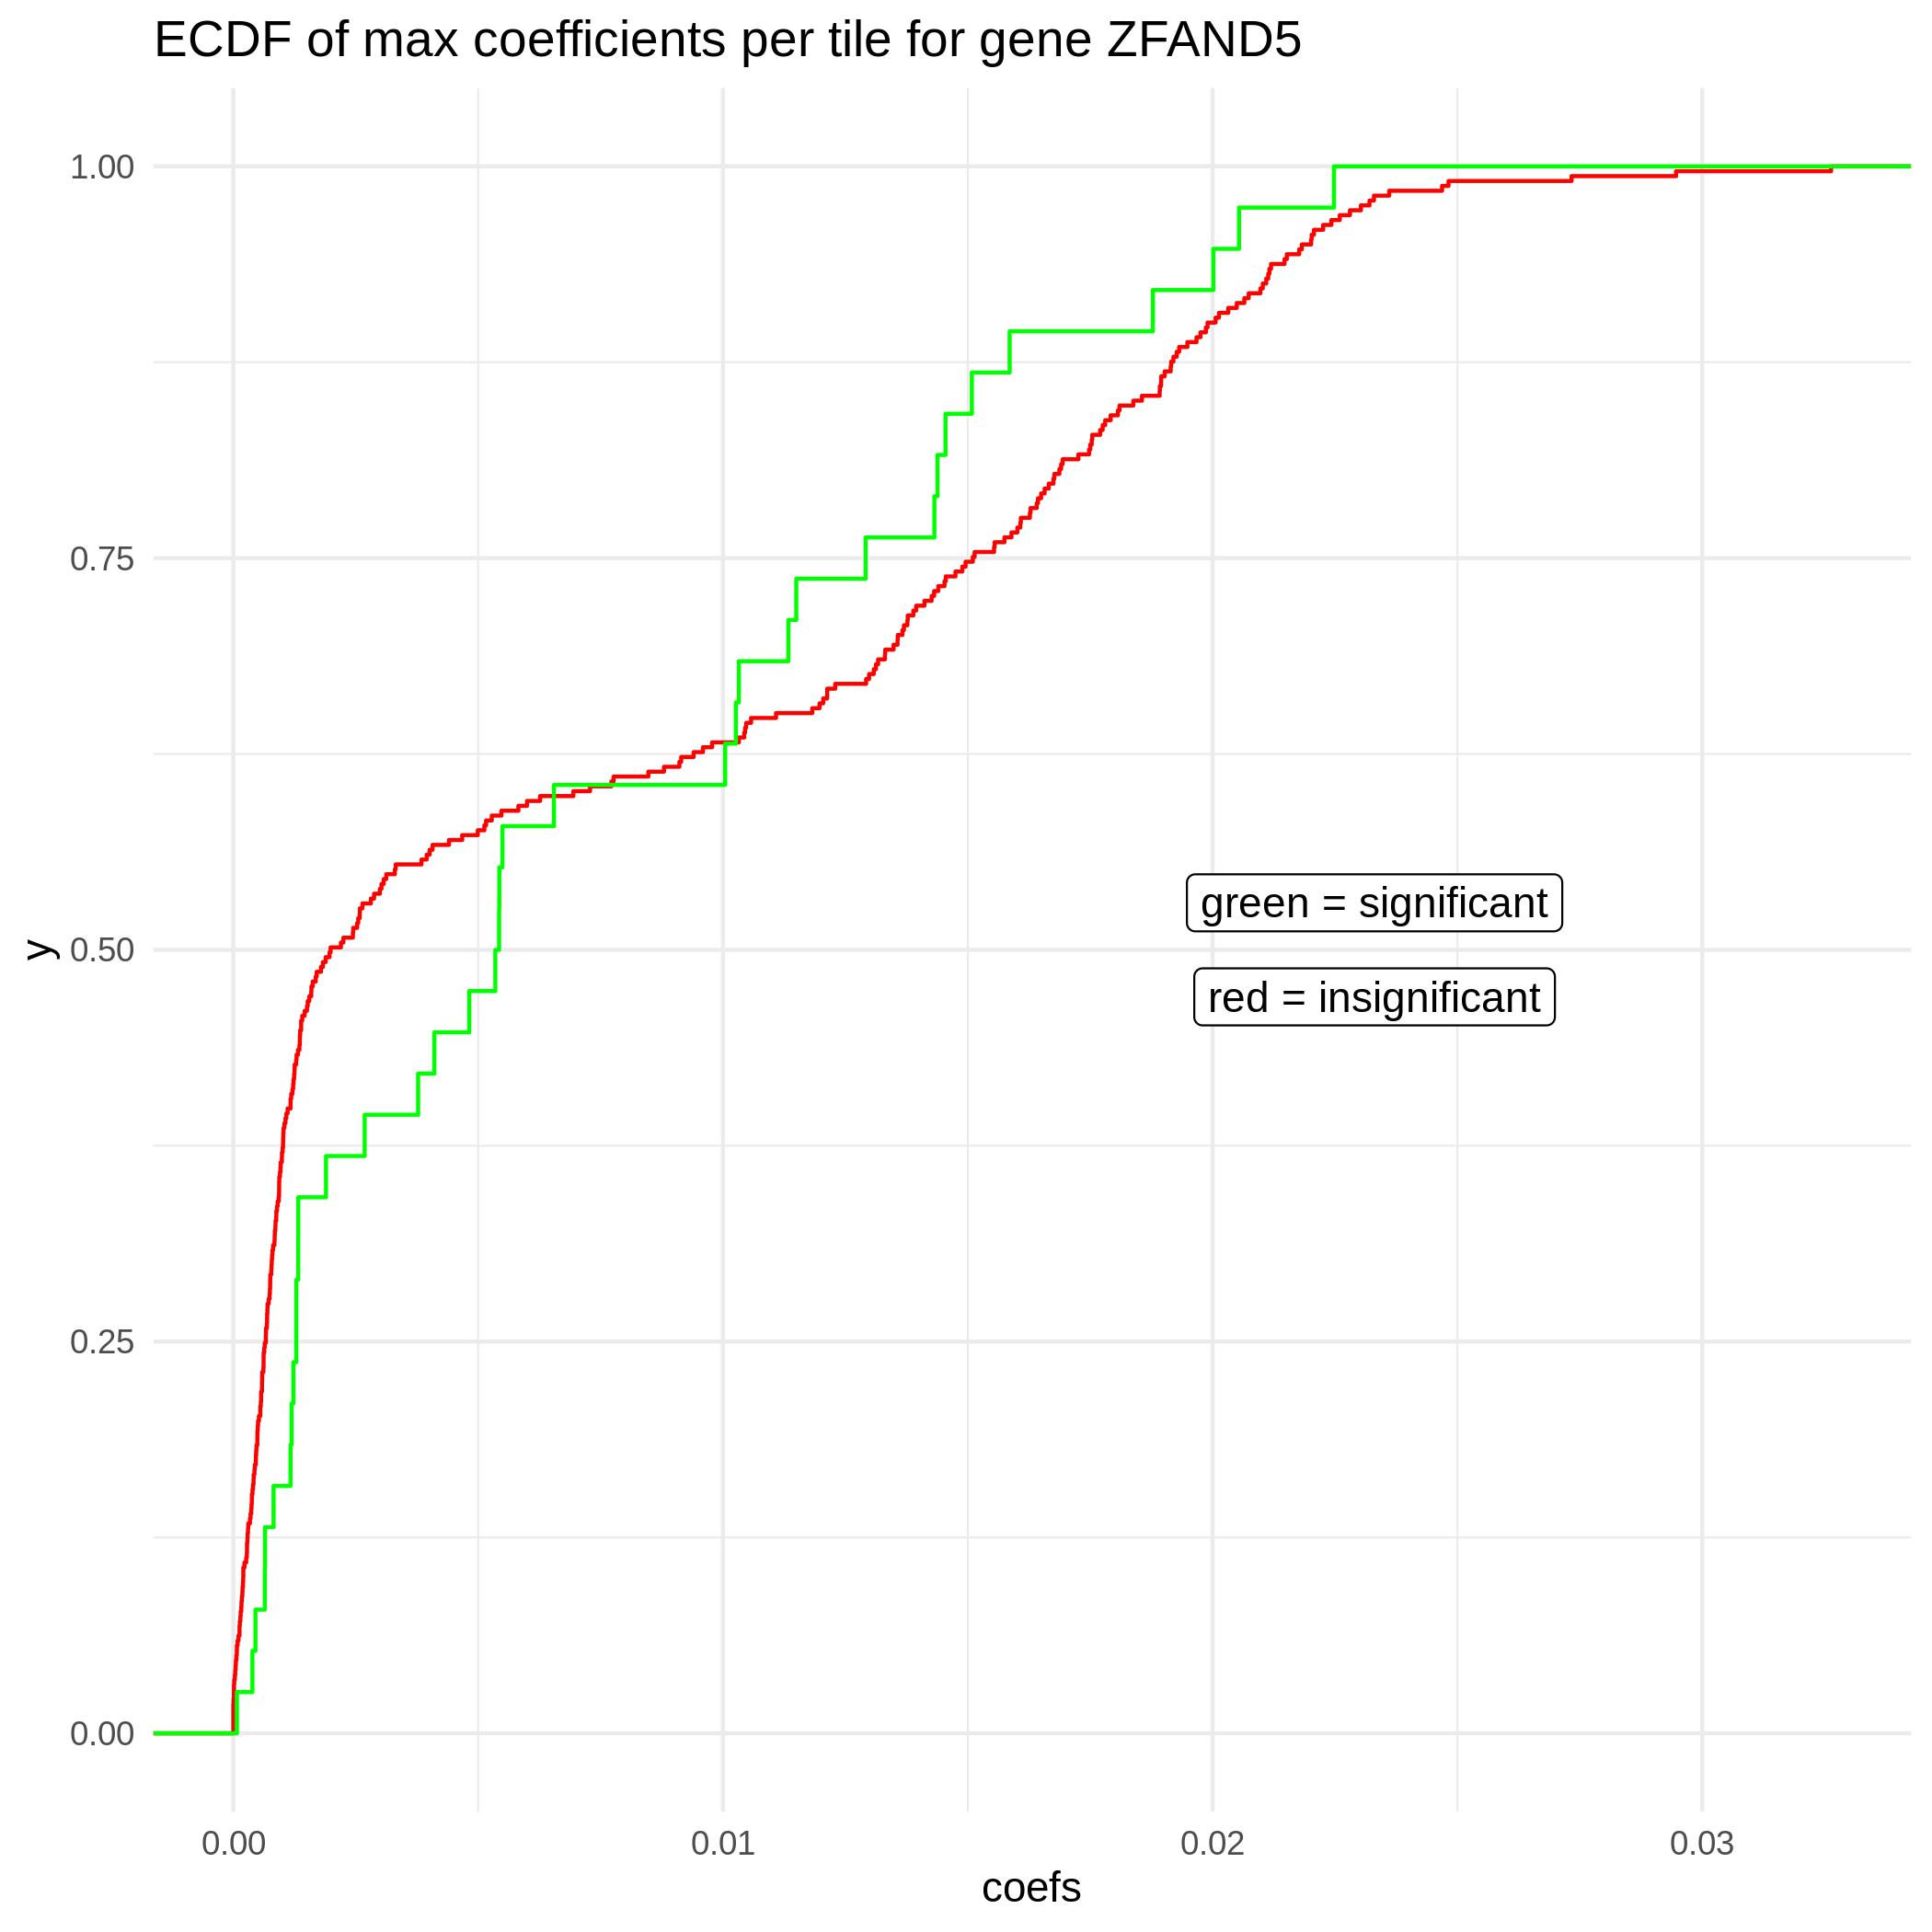 ECDF of max coefficients per tile for gene ZFAND5
1.00
0.75
0.50
0.25
0.00
y
green = significant
red = insignificant
0.00 0.01 0.02 0.03
coefs